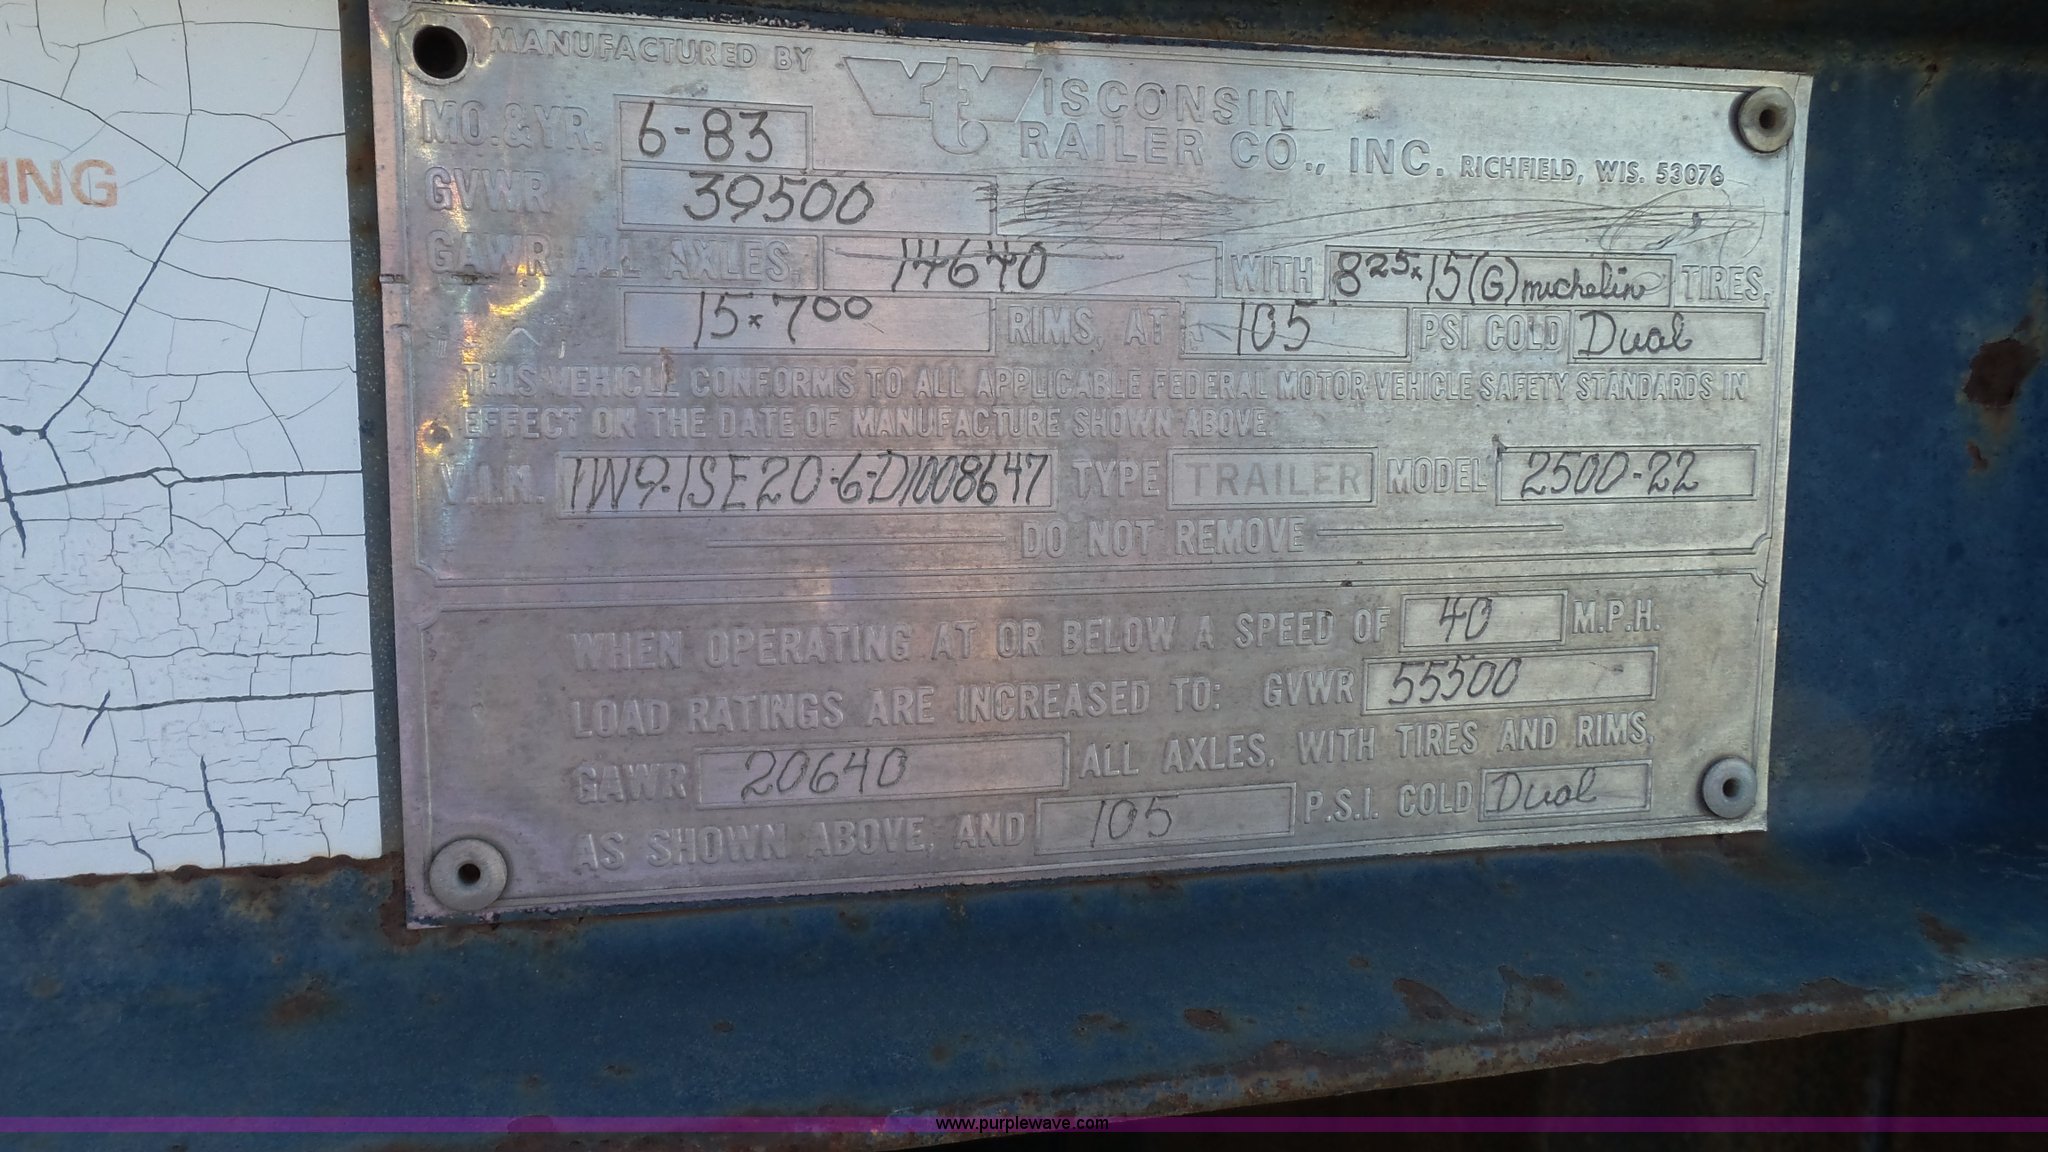 ING
MANUFACTURED BY
WISCONSIN
TRAILER CO., INC. RICHFIELD, WIS. 53076
MO. & YR. 6-83
GVWR 39500
GAWR ALL AXLES, 14640 WITH 8 25 x 15 (G) michelin TIRES,
15 x 7 00 RIMS, AT 105 PSI COLD Dual
THIS VEHICLE CONFORMS TO ALL APPLICABLE FEDERAL MOTOR VEHICLE SAFETY STANDARDS IN
EFFECT ON THE DATE OF MANUFACTURE SHOWN ABOVE.
V.I.N. 1W9-1SE20-6-D1008647 TYPE TRAILER MODEL 2500-22
DO NOT REMOVE
WHEN OPERATING AT OR BELOW A SPEED OF 40 M.P.H.
LOAD RATINGS ARE INCREASED TO: GVWR 55500
GAWR 20640 ALL AXLES, WITH TIRES AND RIMS,
AS SHOWN ABOVE, AND 105 P.S.I. COLD Dual
www.purplewave.com